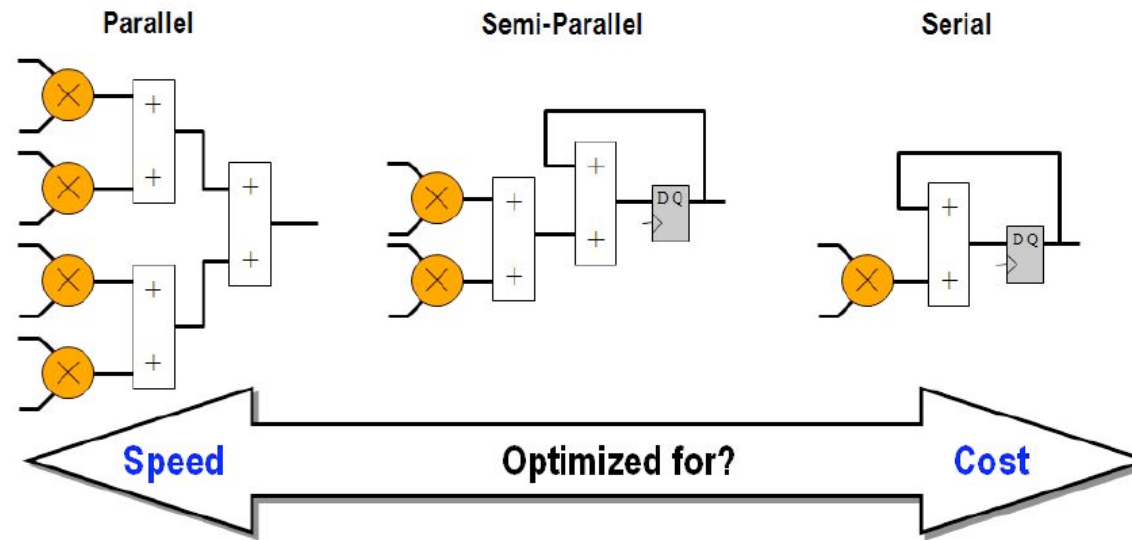 Parallel
Semi-Parallel
Serial
+
+
+
+
+
+
+
+
+
+
+
+
D Q
+
+
D Q
Speed
Optimized for?
Cost